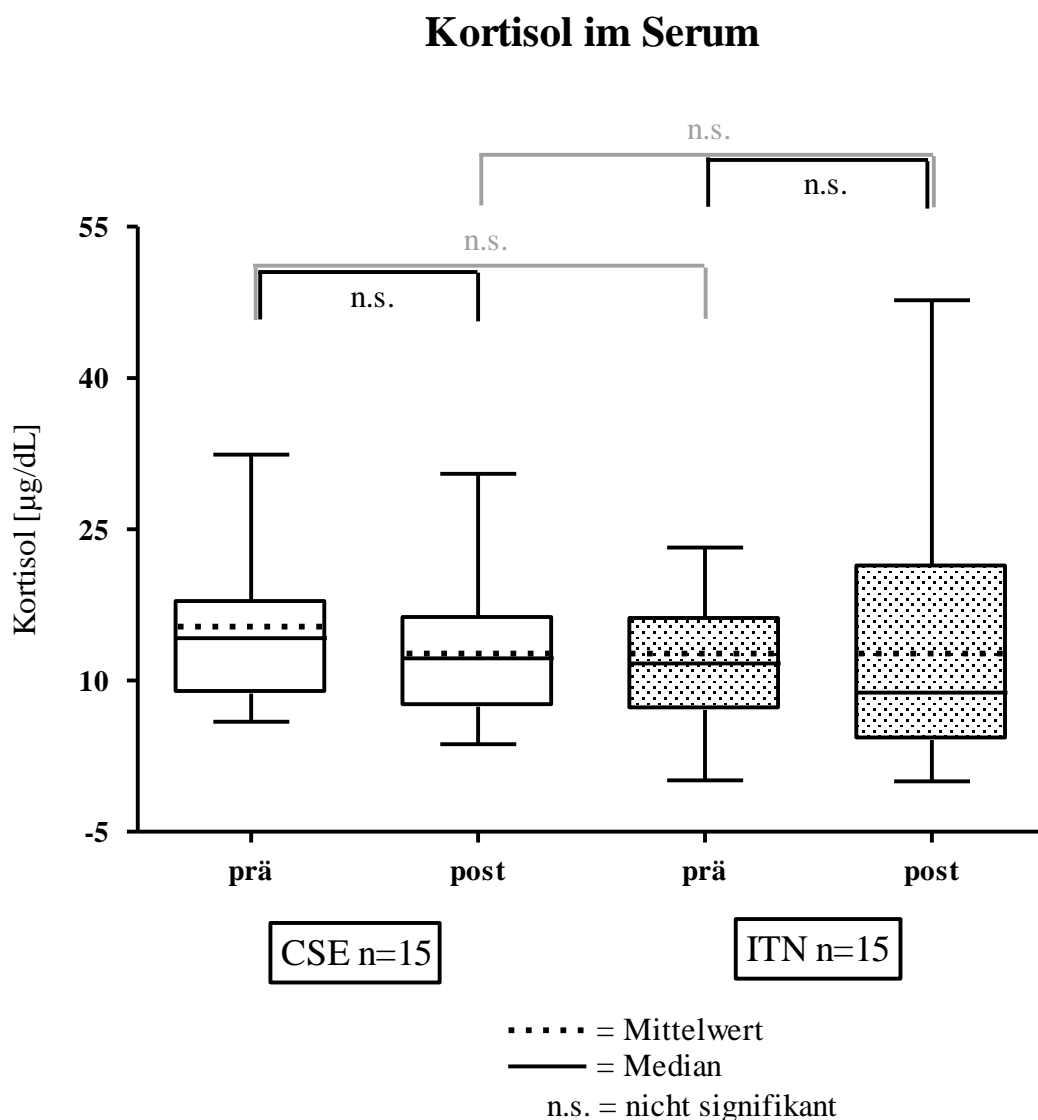 Kortisol im Serum
n.s.
n.s.
n.s.
n.s.
55
40
25
10
-5
Kortisol [µg/dL]
prä post prä post
CSE n=15 ITN n=15
= Mittelwert
= Median
n.s. = nicht signifikant